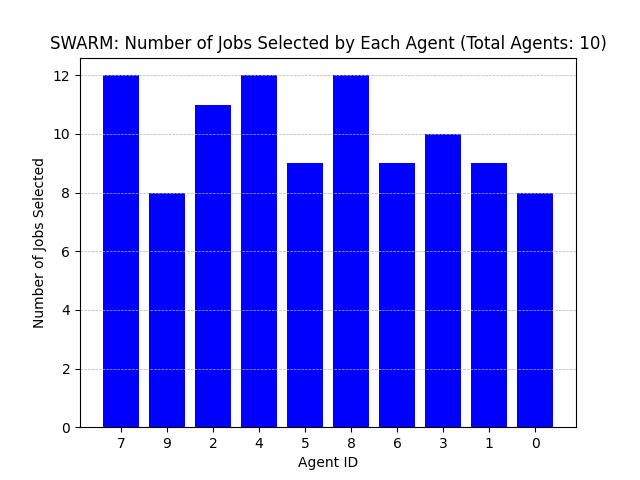 SWARM: Number of Jobs Selected by Each Agent (Total Agents: 10)
12
10
8
6
4
2
0
Number of Jobs Selected
7 9 2 4 5 8 6 3 1 0
Agent ID